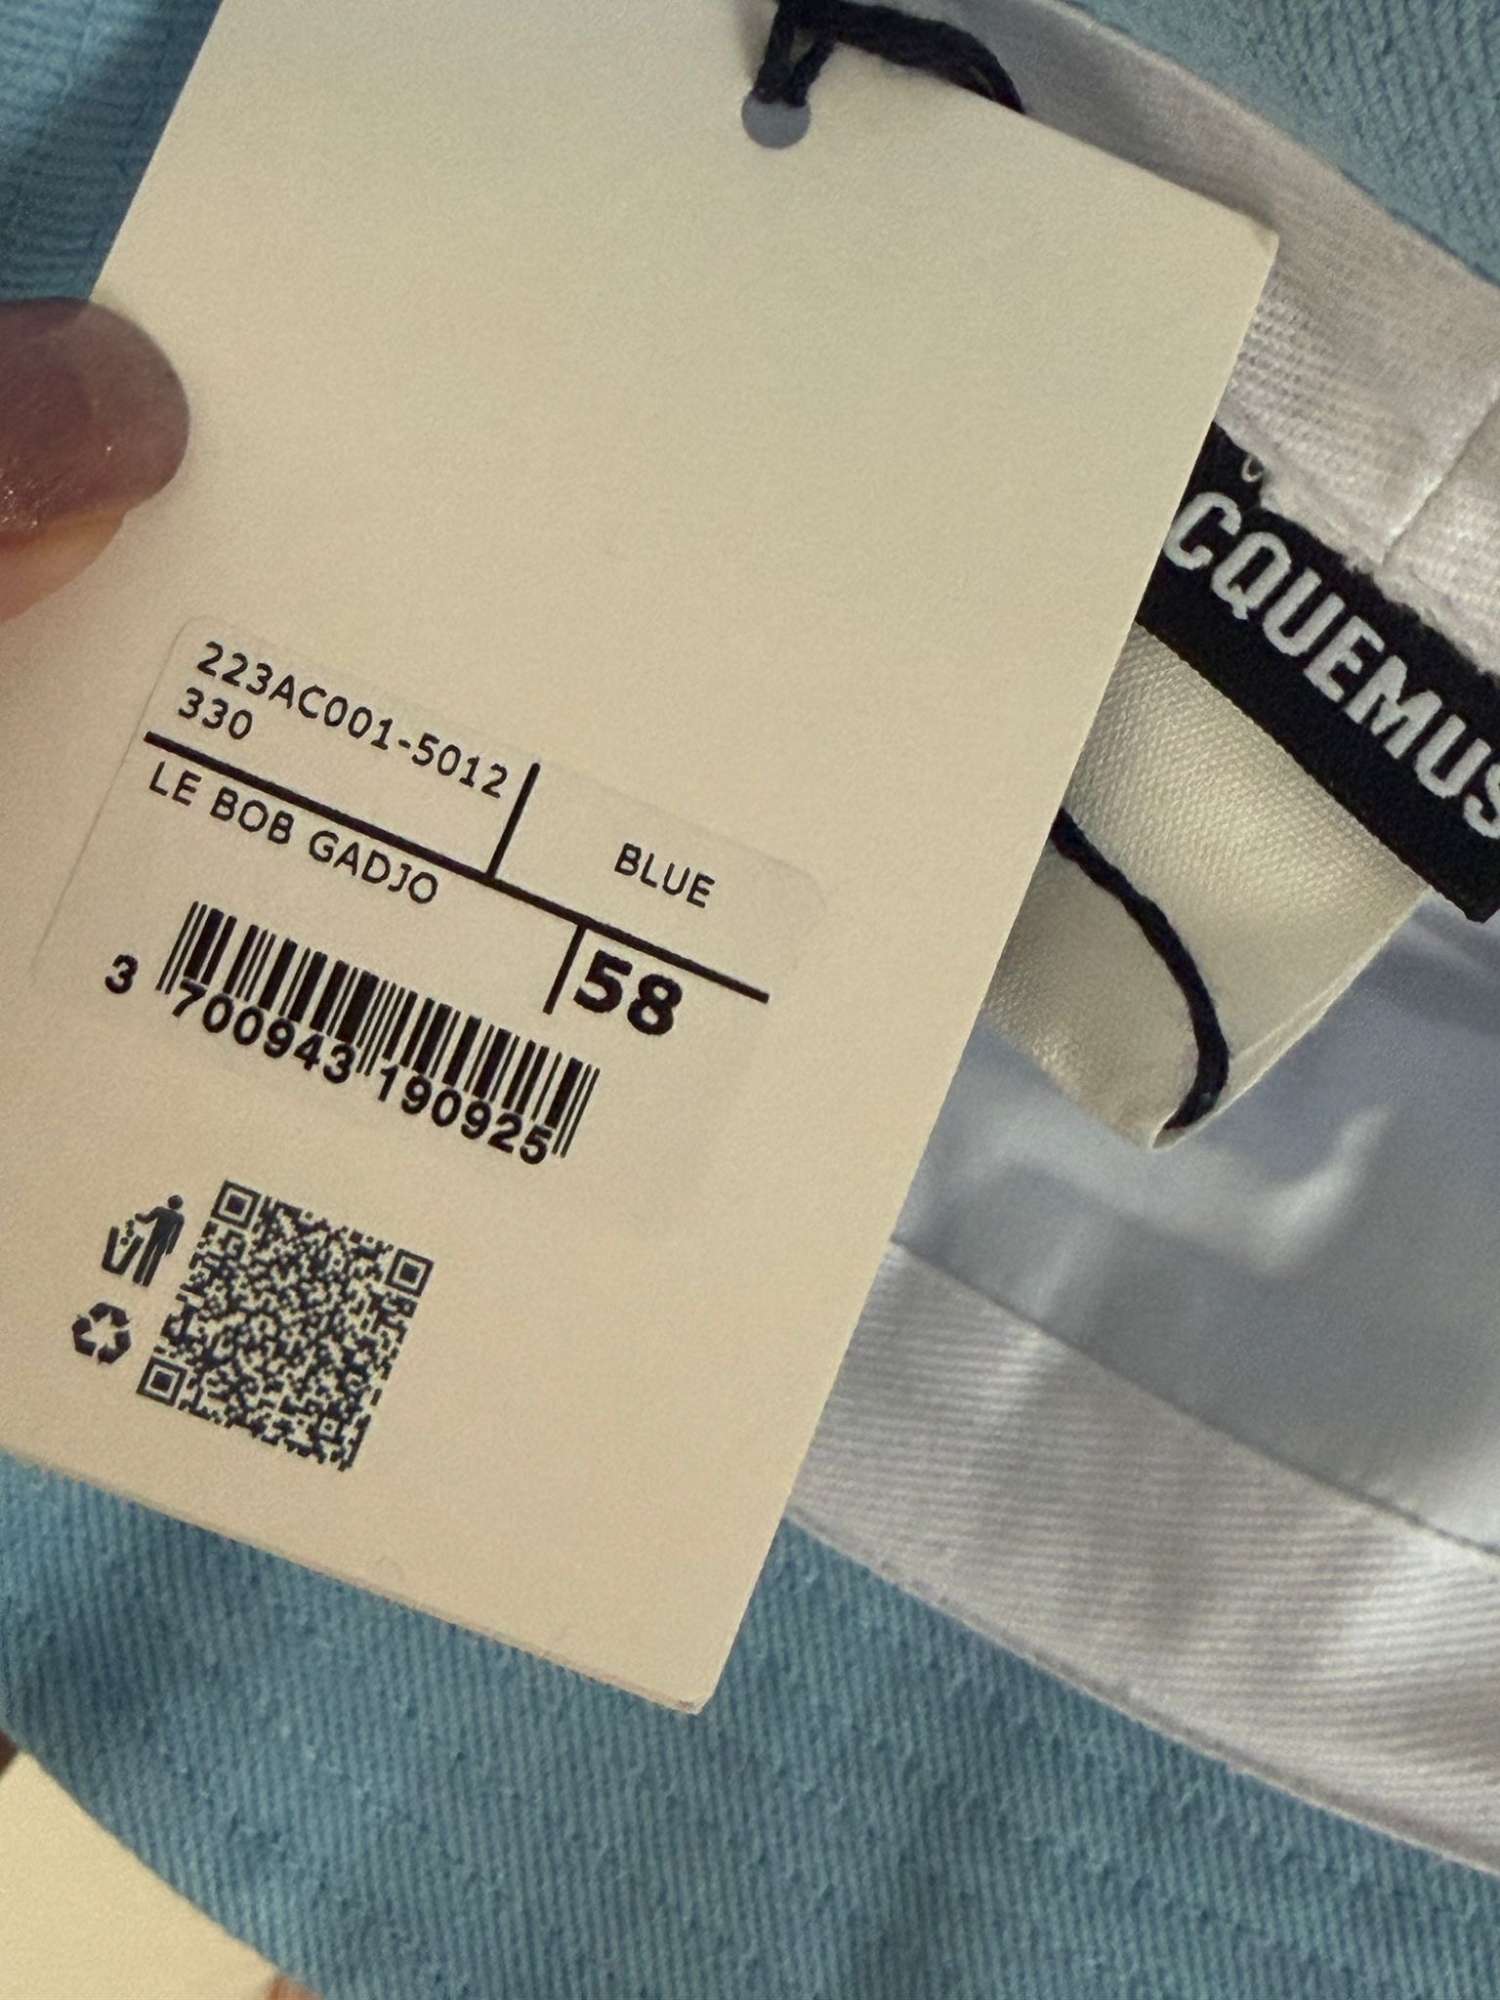 223AC001-5012
330
BLUE
LE BOB GADJO
58
3 700943 190925
CQUEMUS